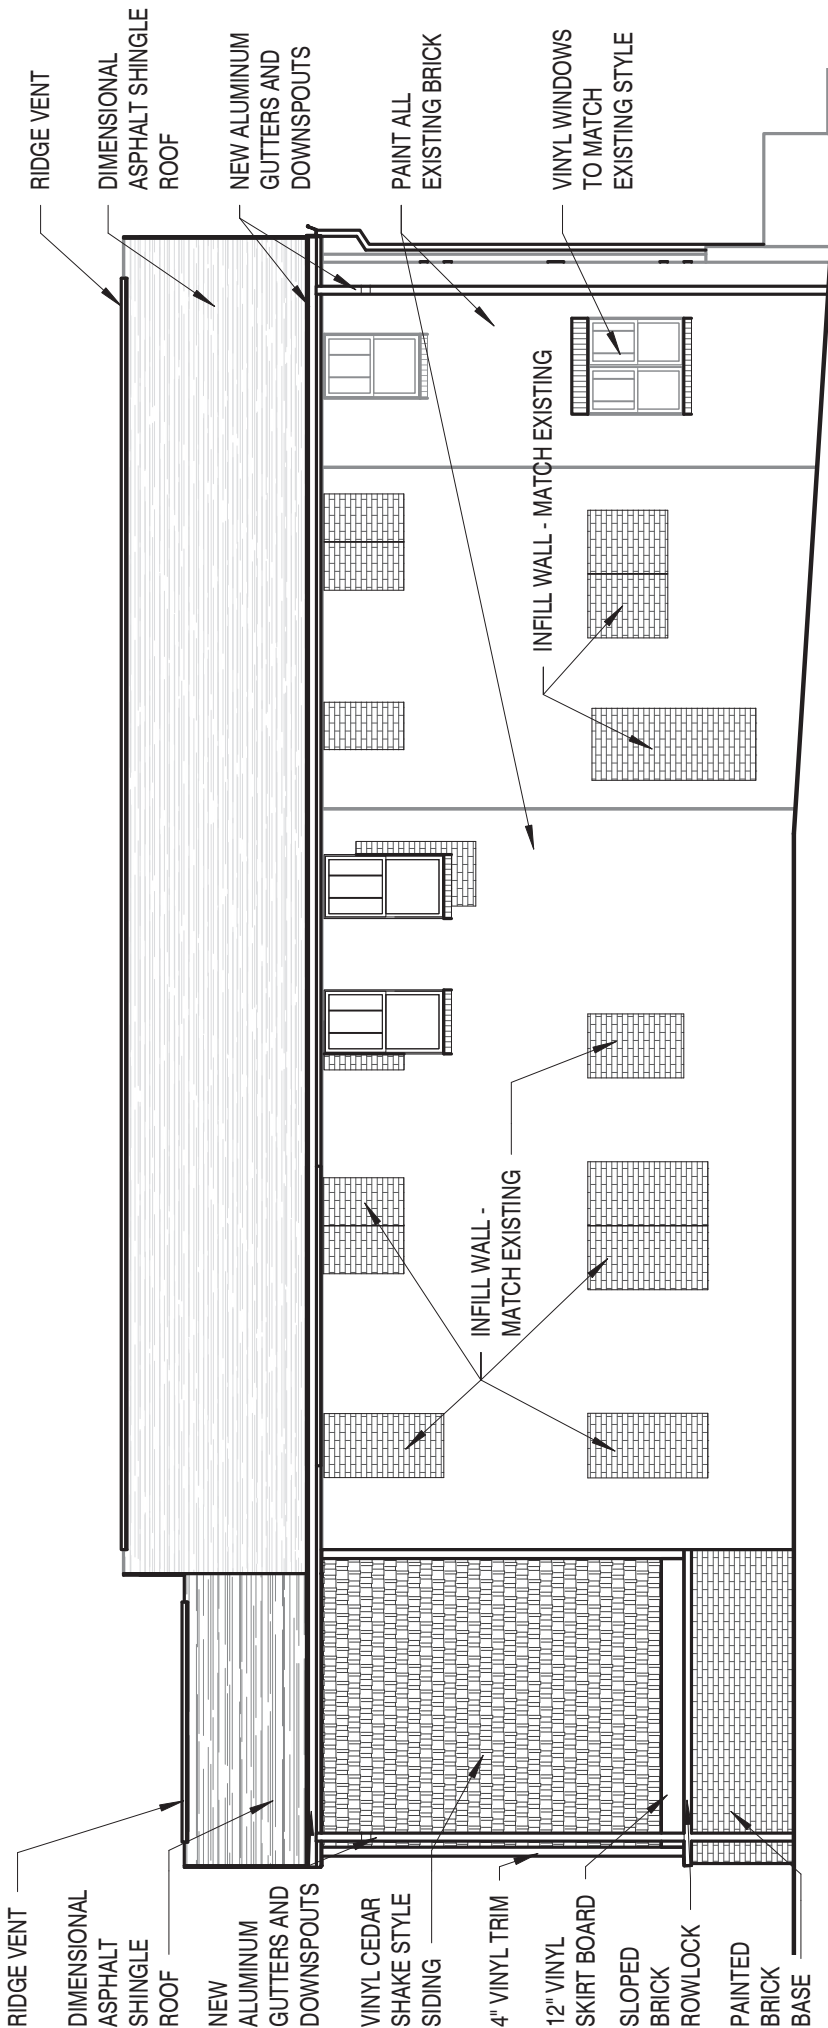 RIDGE VENT
DIMENSIONAL
ASPHALT
SHINGLE
ROOF
NEW
ALUMINUM
GUTTERS AND
DOWNSPOUTS
VINYL CEDAR
SHAKE STYLE
SIDING
4" VINYL TRIM
12" VINYL
SKIRT BOARD
SLOPED
BRICK
ROWLOCK
PAINTED
BRICK
BASE
INFILL WALL -
MATCH EXISTING
INFILL WALL - MATCH EXISTING
RIDGE VENT
DIMENSIONAL
ASPHALT SHINGLE
ROOF
NEW ALUMINUM
GUTTERS AND
DOWNSPOUTS
PAINT ALL
EXISTING BRICK
VINYL WINDOWS
TO MATCH
EXISTING STYLE